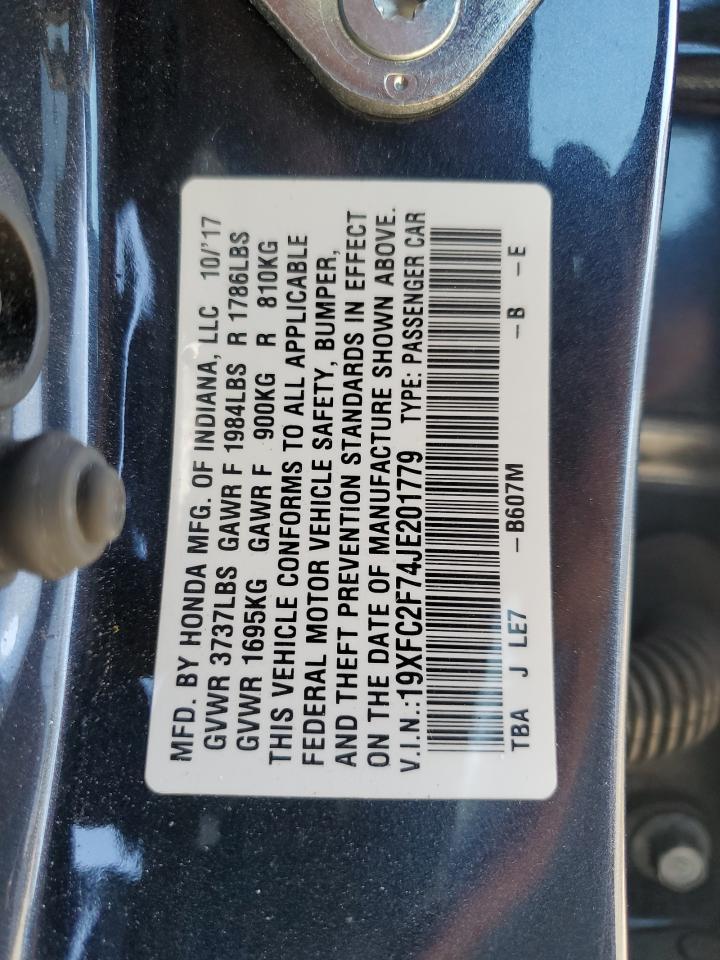 MFD. BY HONDA MFG. OF INDIANA, LLC 10/'17
GVWR 3737LBS GAWR F 1984LBS R 1786LBS
GVWR 1695KG GAWR F 900KG R 810KG
THIS VEHICLE CONFORMS TO ALL APPLICABLE
FEDERAL MOTOR VEHICLE SAFETY, BUMPER,
AND THEFT PREVENTION STANDARDS IN EFFECT
ON THE DATE OF MANUFACTURE SHOWN ABOVE.
V.I.N.:19XFC2F74JE201779 TYPE: PASSENGER CAR
TBA J LE7 -B607M -B -E